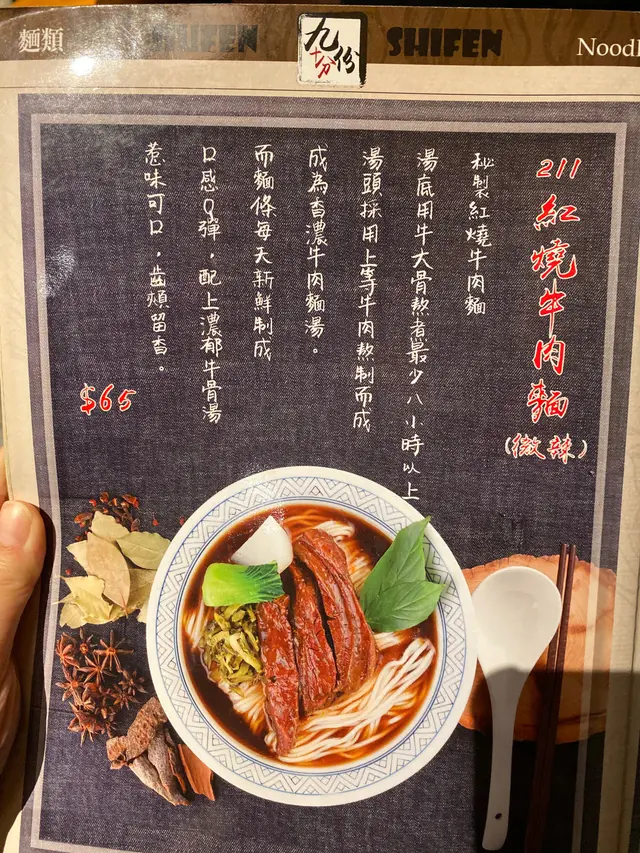 麵類
SHIFEN
九份
十分
SHIFEN
Noodl
211 紅燒牛肉麵
(微辣)
秘製紅燒牛肉麵
湯底用牛大骨熬煮最少八小時以上
湯頭採用上等牛肉熬制而成
成為香濃牛肉麵湯。
而麵條每天新鮮制成
口感Q彈，配上濃郁牛骨湯
惹味可口，齒頰留香。
$65